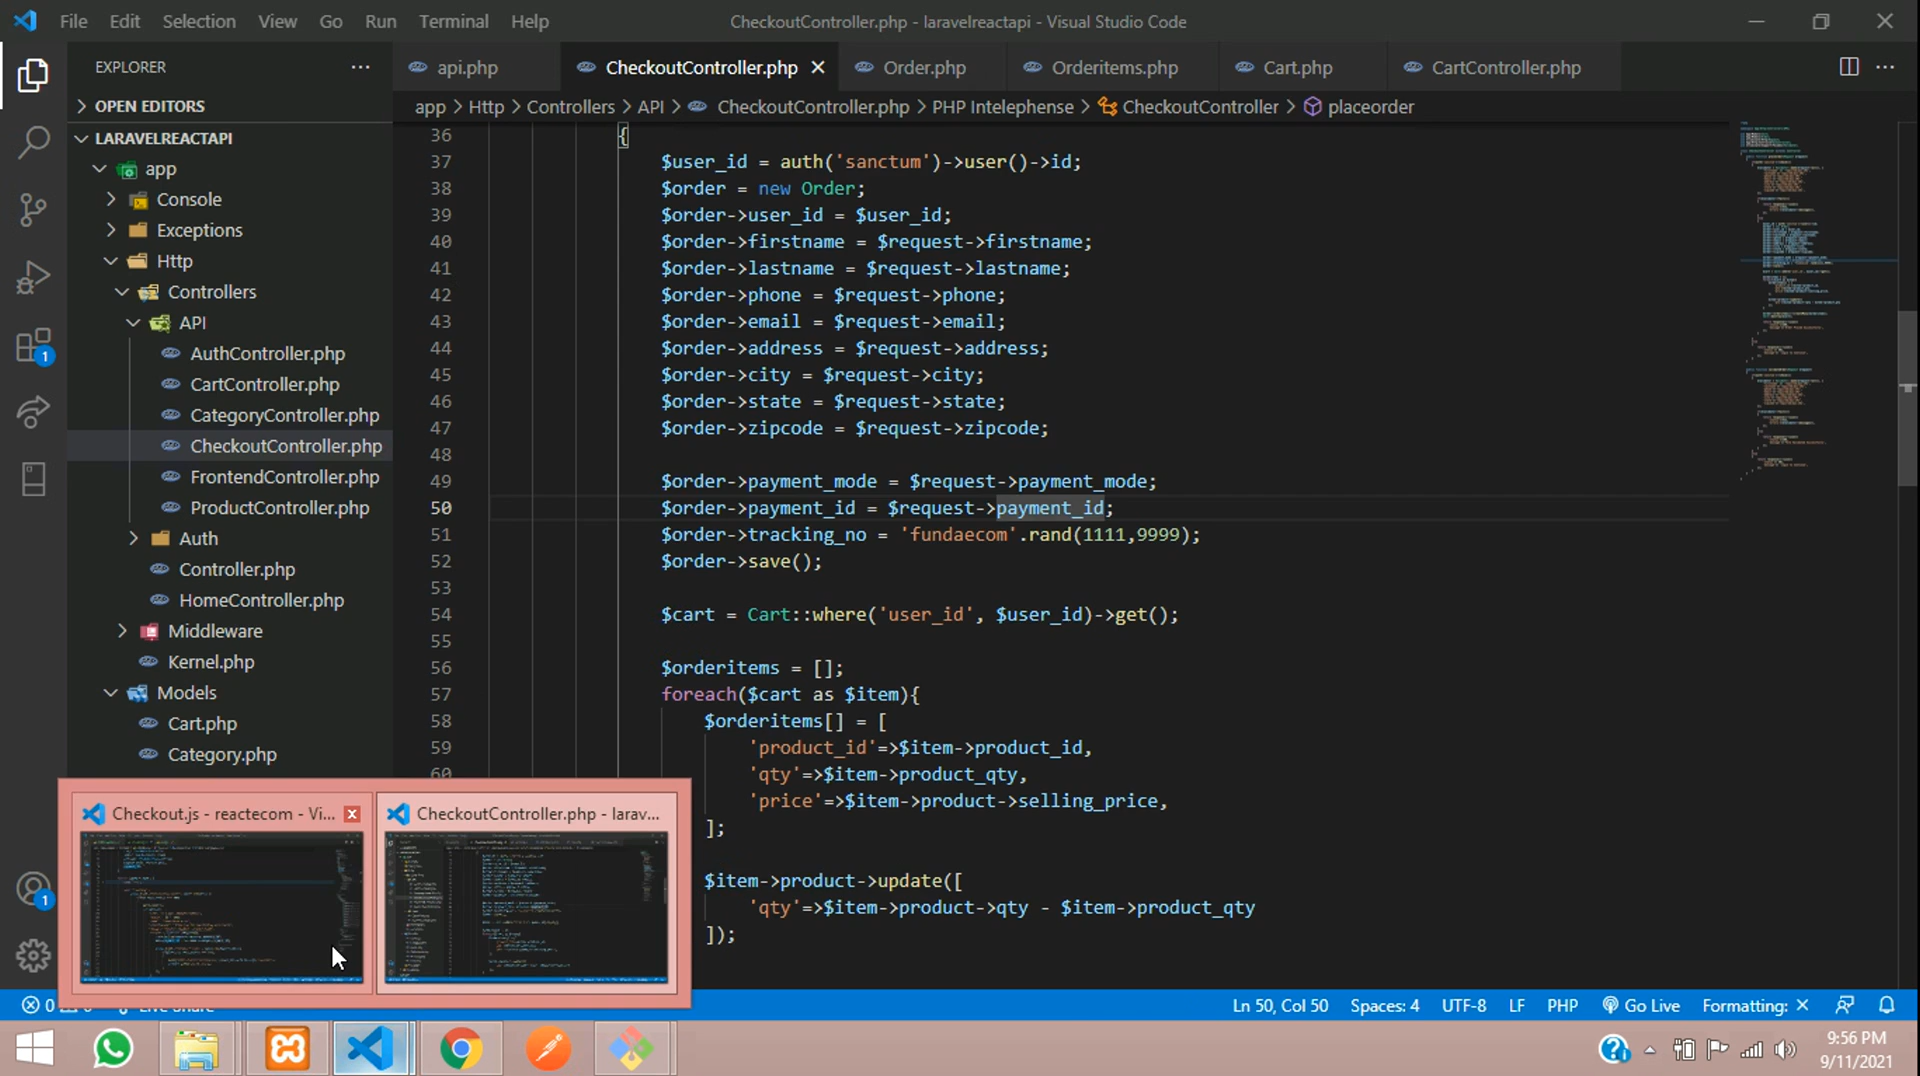 File Edit Selection View Go Run Terminal Help CheckoutController.php - laravelreactapi - Visual Studio Code
EXPLORER
api.php CheckoutController.php Order.php Orderitems.php Cart.php CartController.php
OPEN EDITORS
app > Http > Controllers > API > CheckoutController.php > PHP Intelephense > CheckoutController > placeorder
LARAVELREACTAPI
app
Console
Exceptions
Http
Controllers
API
AuthController.php
CartController.php
CategoryController.php
CheckoutController.php
FrontendController.php
ProductController.php
Auth
Controller.php
HomeController.php
Middleware
Kernel.php
Models
Cart.php
Category.php
36 {
37 $user_id = auth('sanctum')->user()->id;
38 $order = new Order;
39 $order->user_id = $user_id;
40 $order->firstname = $request->firstname;
41 $order->lastname = $request->lastname;
42 $order->phone = $request->phone;
43 $order->email = $request->email;
44 $order->address = $request->address;
45 $order->city = $request->city;
46 $order->state = $request->state;
47 $order->zipcode = $request->zipcode;
48
49 $order->payment_mode = $request->payment_mode;
50 $order->payment_id = $request->payment_id;
51 $order->tracking_no = 'fundaecom'.rand(1111,9999);
52 $order->save();
53
54 $cart = Cart::where('user_id', $user_id)->get();
55
56 $orderitems = [];
57 foreach($cart as $item){
58 $orderitems[] = [
59 'product_id'=>$item->product_id,
60 'qty'=>$item->product_qty,
'price'=>$item->product->selling_price,
];
$item->product->update([
'qty'=>$item->product->qty - $item->product_qty
]);
Checkout.js - reactecom - Vi...
CheckoutController.php - larav...
1
1
0
Live Share
Ln 50, Col 50 Spaces: 4 UTF-8 LF PHP Go Live Formatting: ×
9:56 PM
9/11/2021